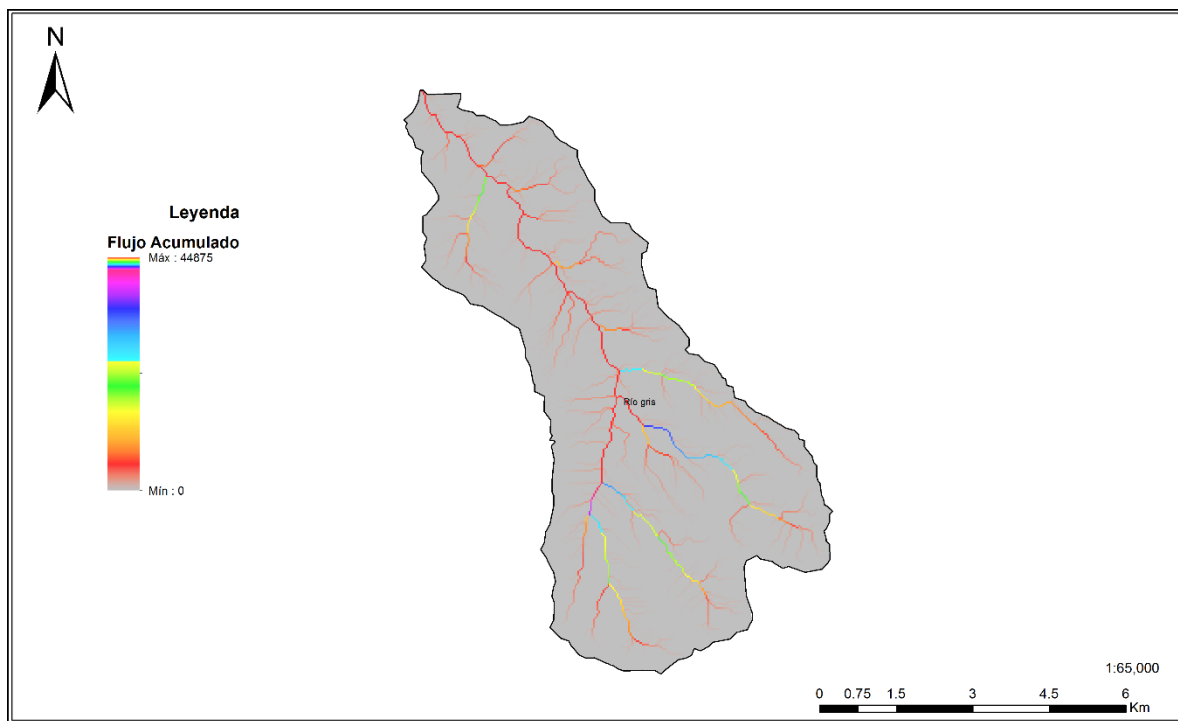 N
Leyenda
Flujo Acumulado
Máx : 44875
Mín : 0
Río gris
1:65,000
0 0.75 1.5 3 4.5 6
Km